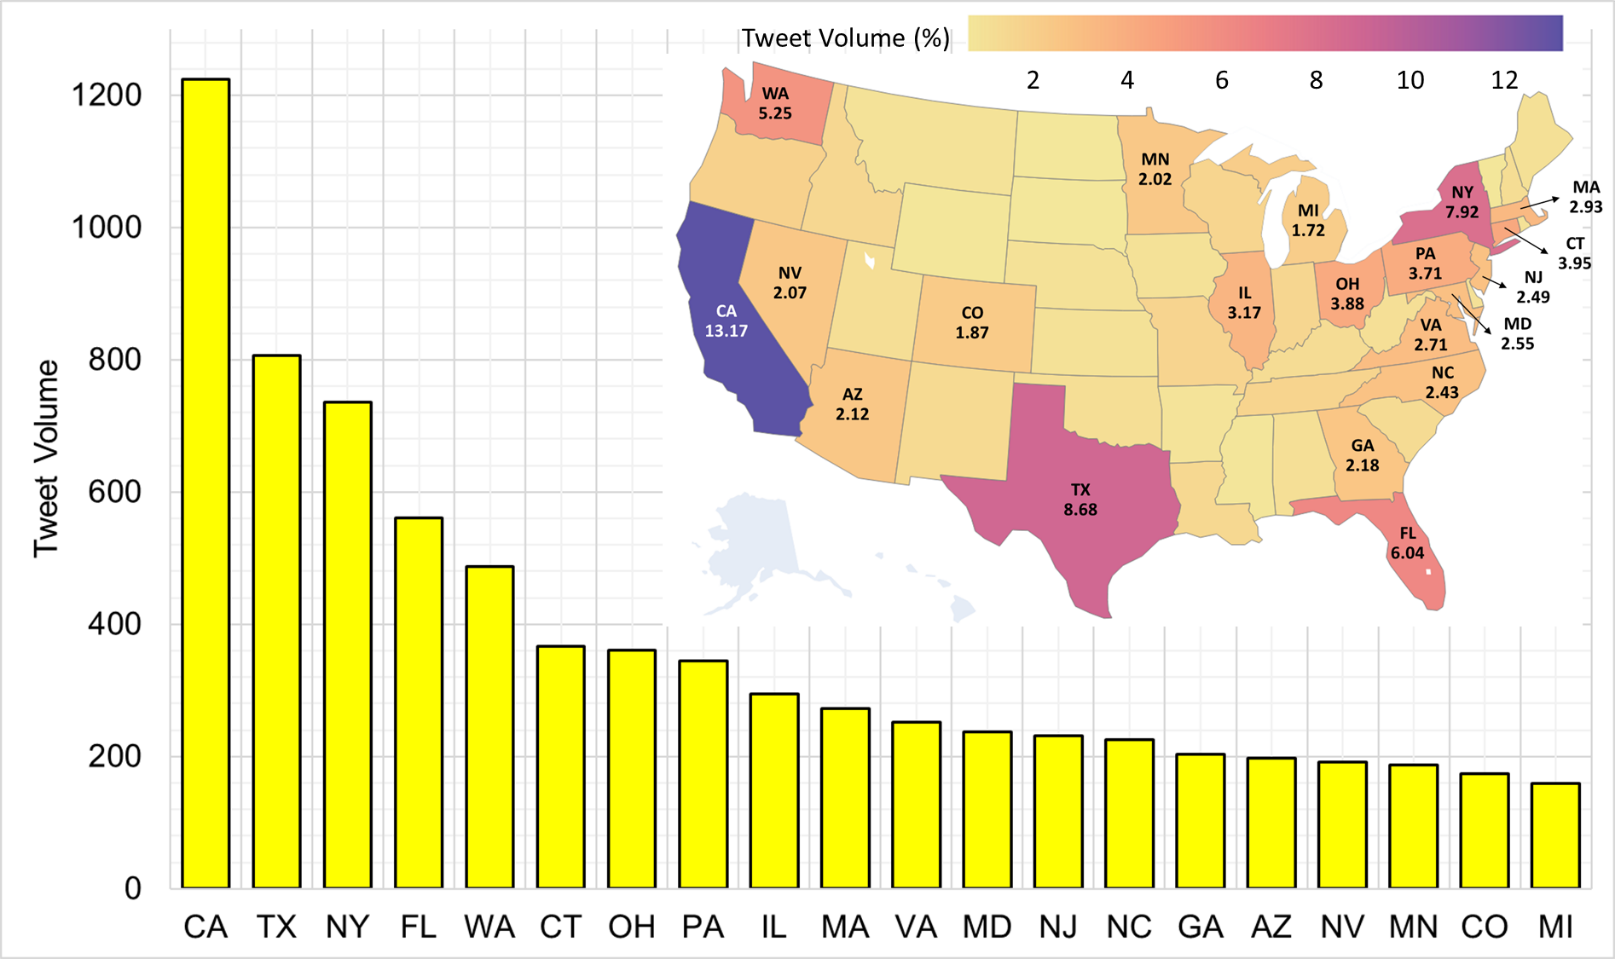 Tweet Volume (%)
2 4 6 8 10 12
1200
1000
800
600
400
200
0
Tweet Volume
CA TX NY FL WA CT OH PA IL MA VA MD NJ NC GA AZ NV MN CO MI
WA
5.25
MN
2.02
MI
1.72
NY
7.92
MA
2.93
CT
3.95
NJ
2.49
MD
2.55
PA
3.71
OH
3.88
IL
3.17
VA
2.71
NC
2.43
NV
2.07
CA
13.17
CO
1.87
AZ
2.12
GA
2.18
TX
8.68
FL
6.04